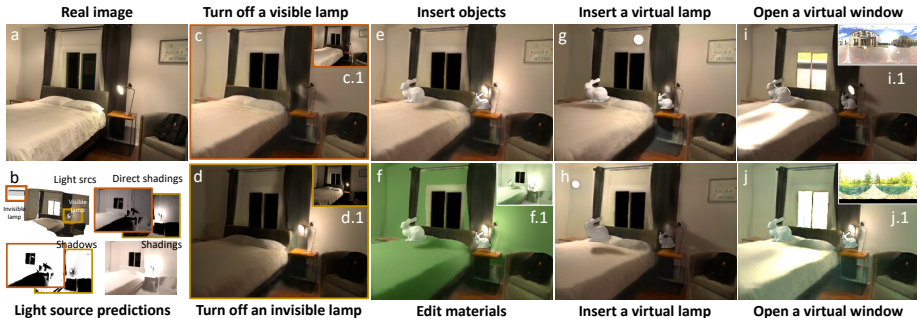 Real image
Turn off a visible lamp
Insert objects
Insert a virtual lamp
Open a virtual window
a
c
c.1
e
g
i
i.1
b
Light srcs
Direct shadings
Invisible lamp
Visible lamp
Shadows
Shadings
d
d.1
f
f.1
h
j
j.1
Light source predictions
Turn off an invisible lamp
Edit materials
Insert a virtual lamp
Open a virtual window